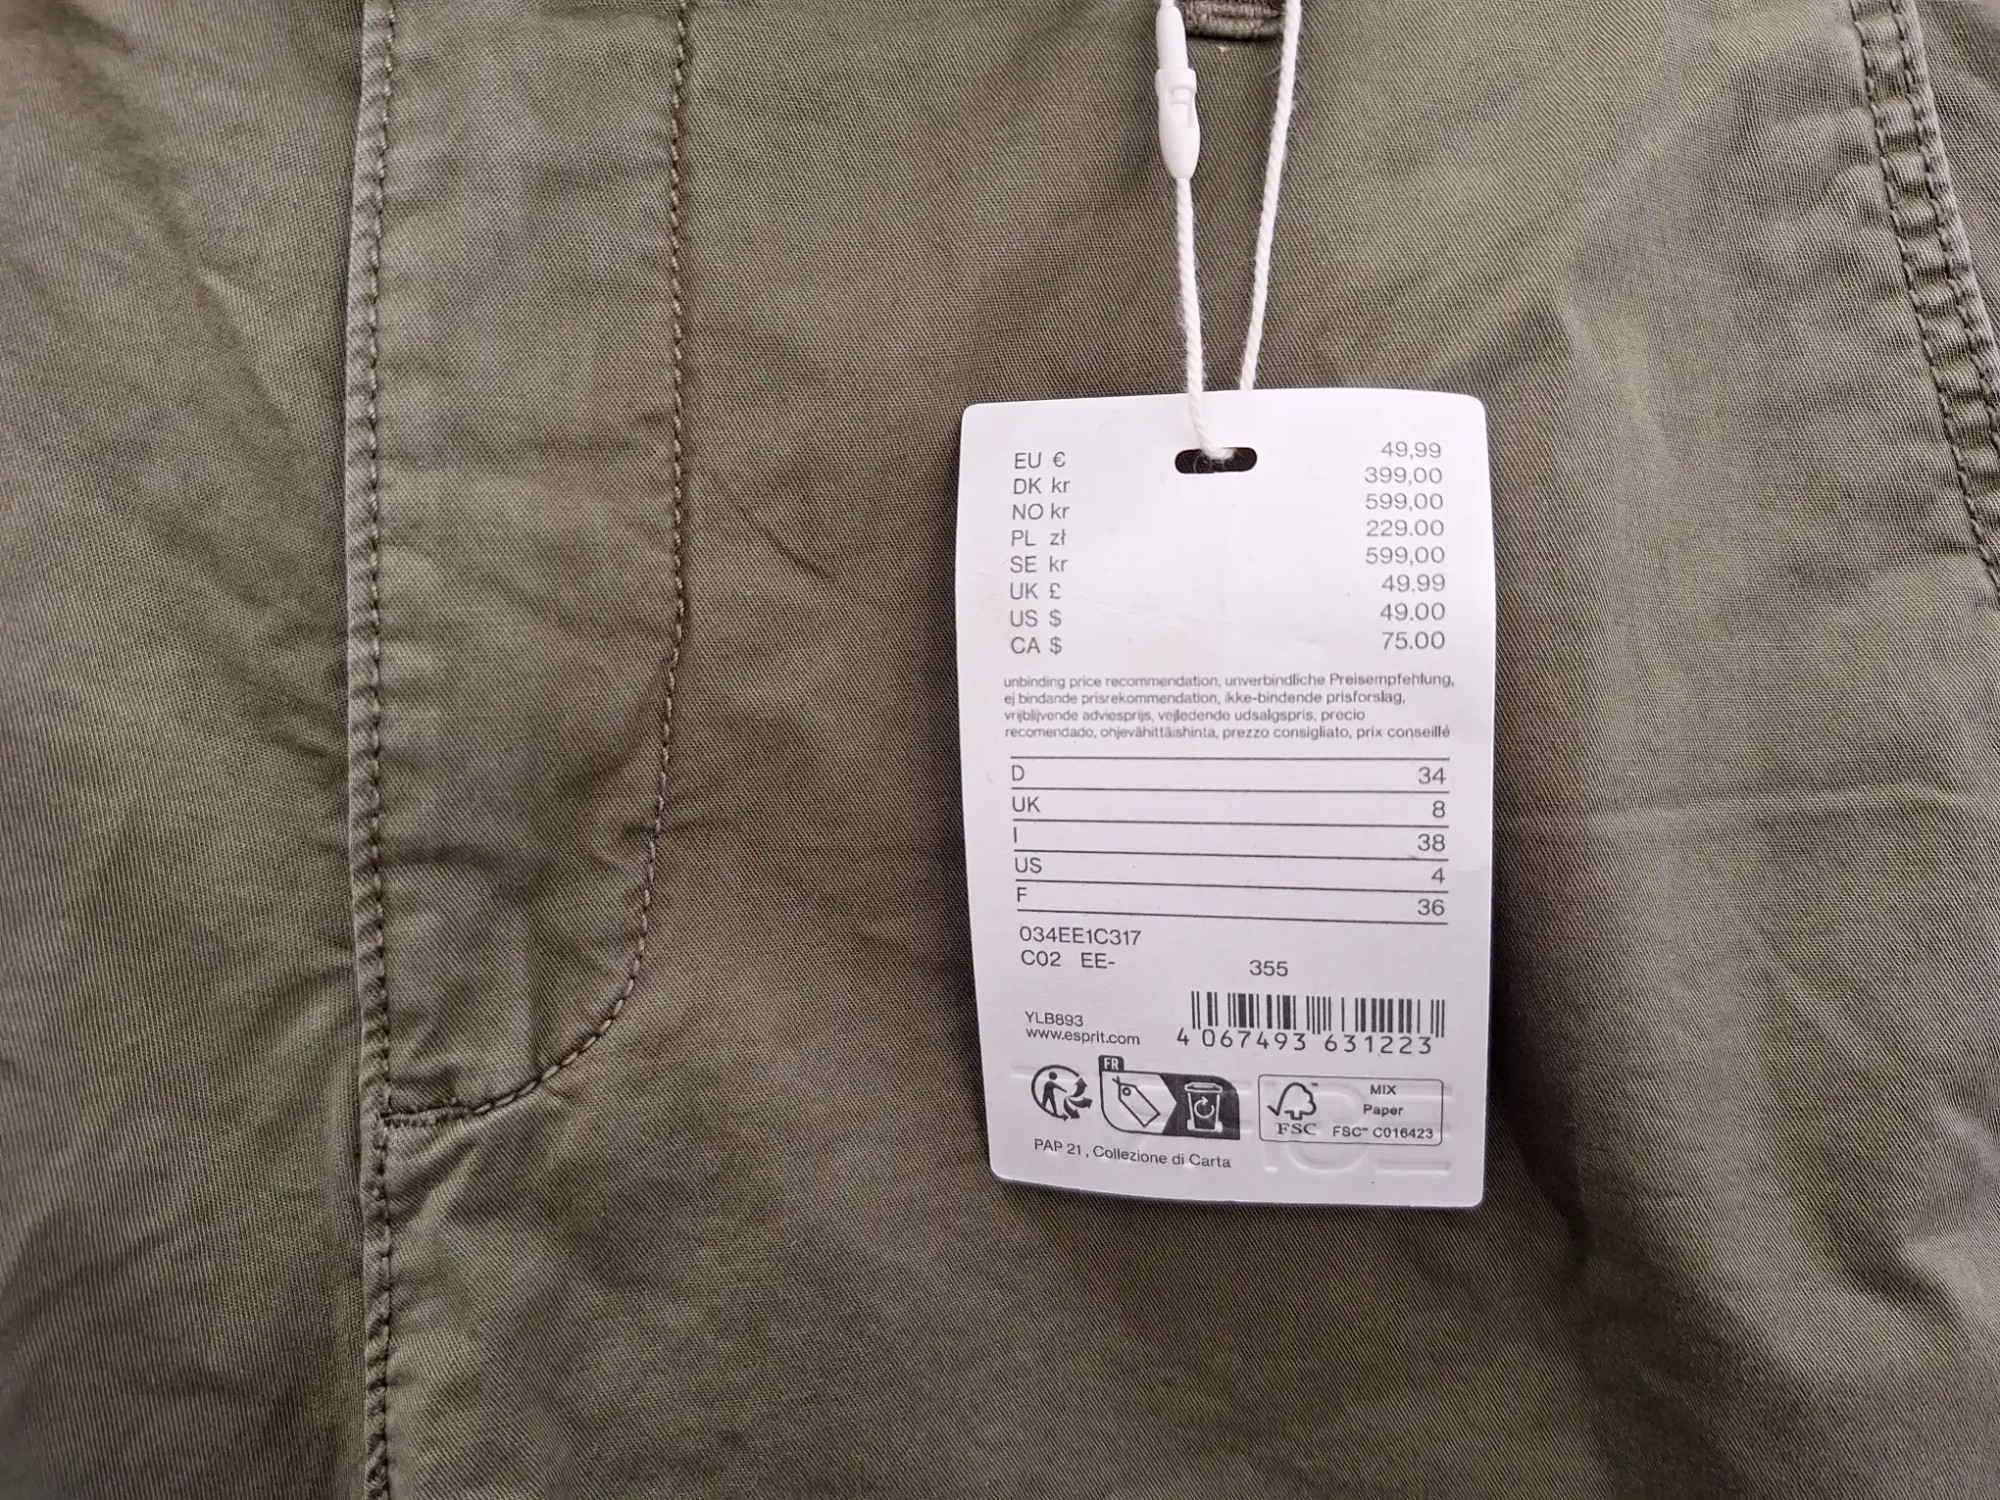 EU € 49,99
DK kr 399,00
NO kr 599,00
PL zł 229.00
SE kr 599,00
UK £ 49.99
US $ 49.00
CA $ 75.00
unbinding price recommendation, unverbindliche Preisempfehlung,
ej bindande prisrekommendation, ikke-bindende prisforslag,
vrijblijvende adviesprijs, vejledende udsalgspris, precio
recomendado, ohjevähittäishinta, prezzo consigliato, prix conseillé
D 34
UK 8
I 38
US 4
F 36
034EE1C317
C02 EE- 355
YLB893
www.esprit.com
4 067493 631223
FR
MIX
Paper
FSC™ C016423
FSC
PAP 21 , Collezione di Carta